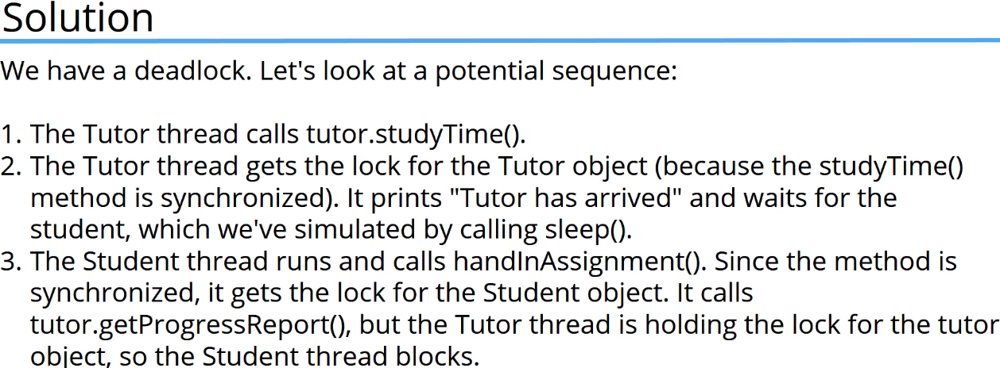 Solution
We have a deadlock. Let's look at a potential sequence:
1. The Tutor thread calls tutor.studyTime().
2. The Tutor thread gets the lock for the Tutor object (because the studyTime()
method is synchronized). It prints "Tutor has arrived" and waits for the
student, which we've simulated by calling sleep().
3. The Student thread runs and calls handInAssignment(). Since the method is
synchronized, it gets the lock for the Student object. It calls
tutor.getProgressReport(), but the Tutor thread is holding the lock for the tutor
object, so the Student thread blocks.